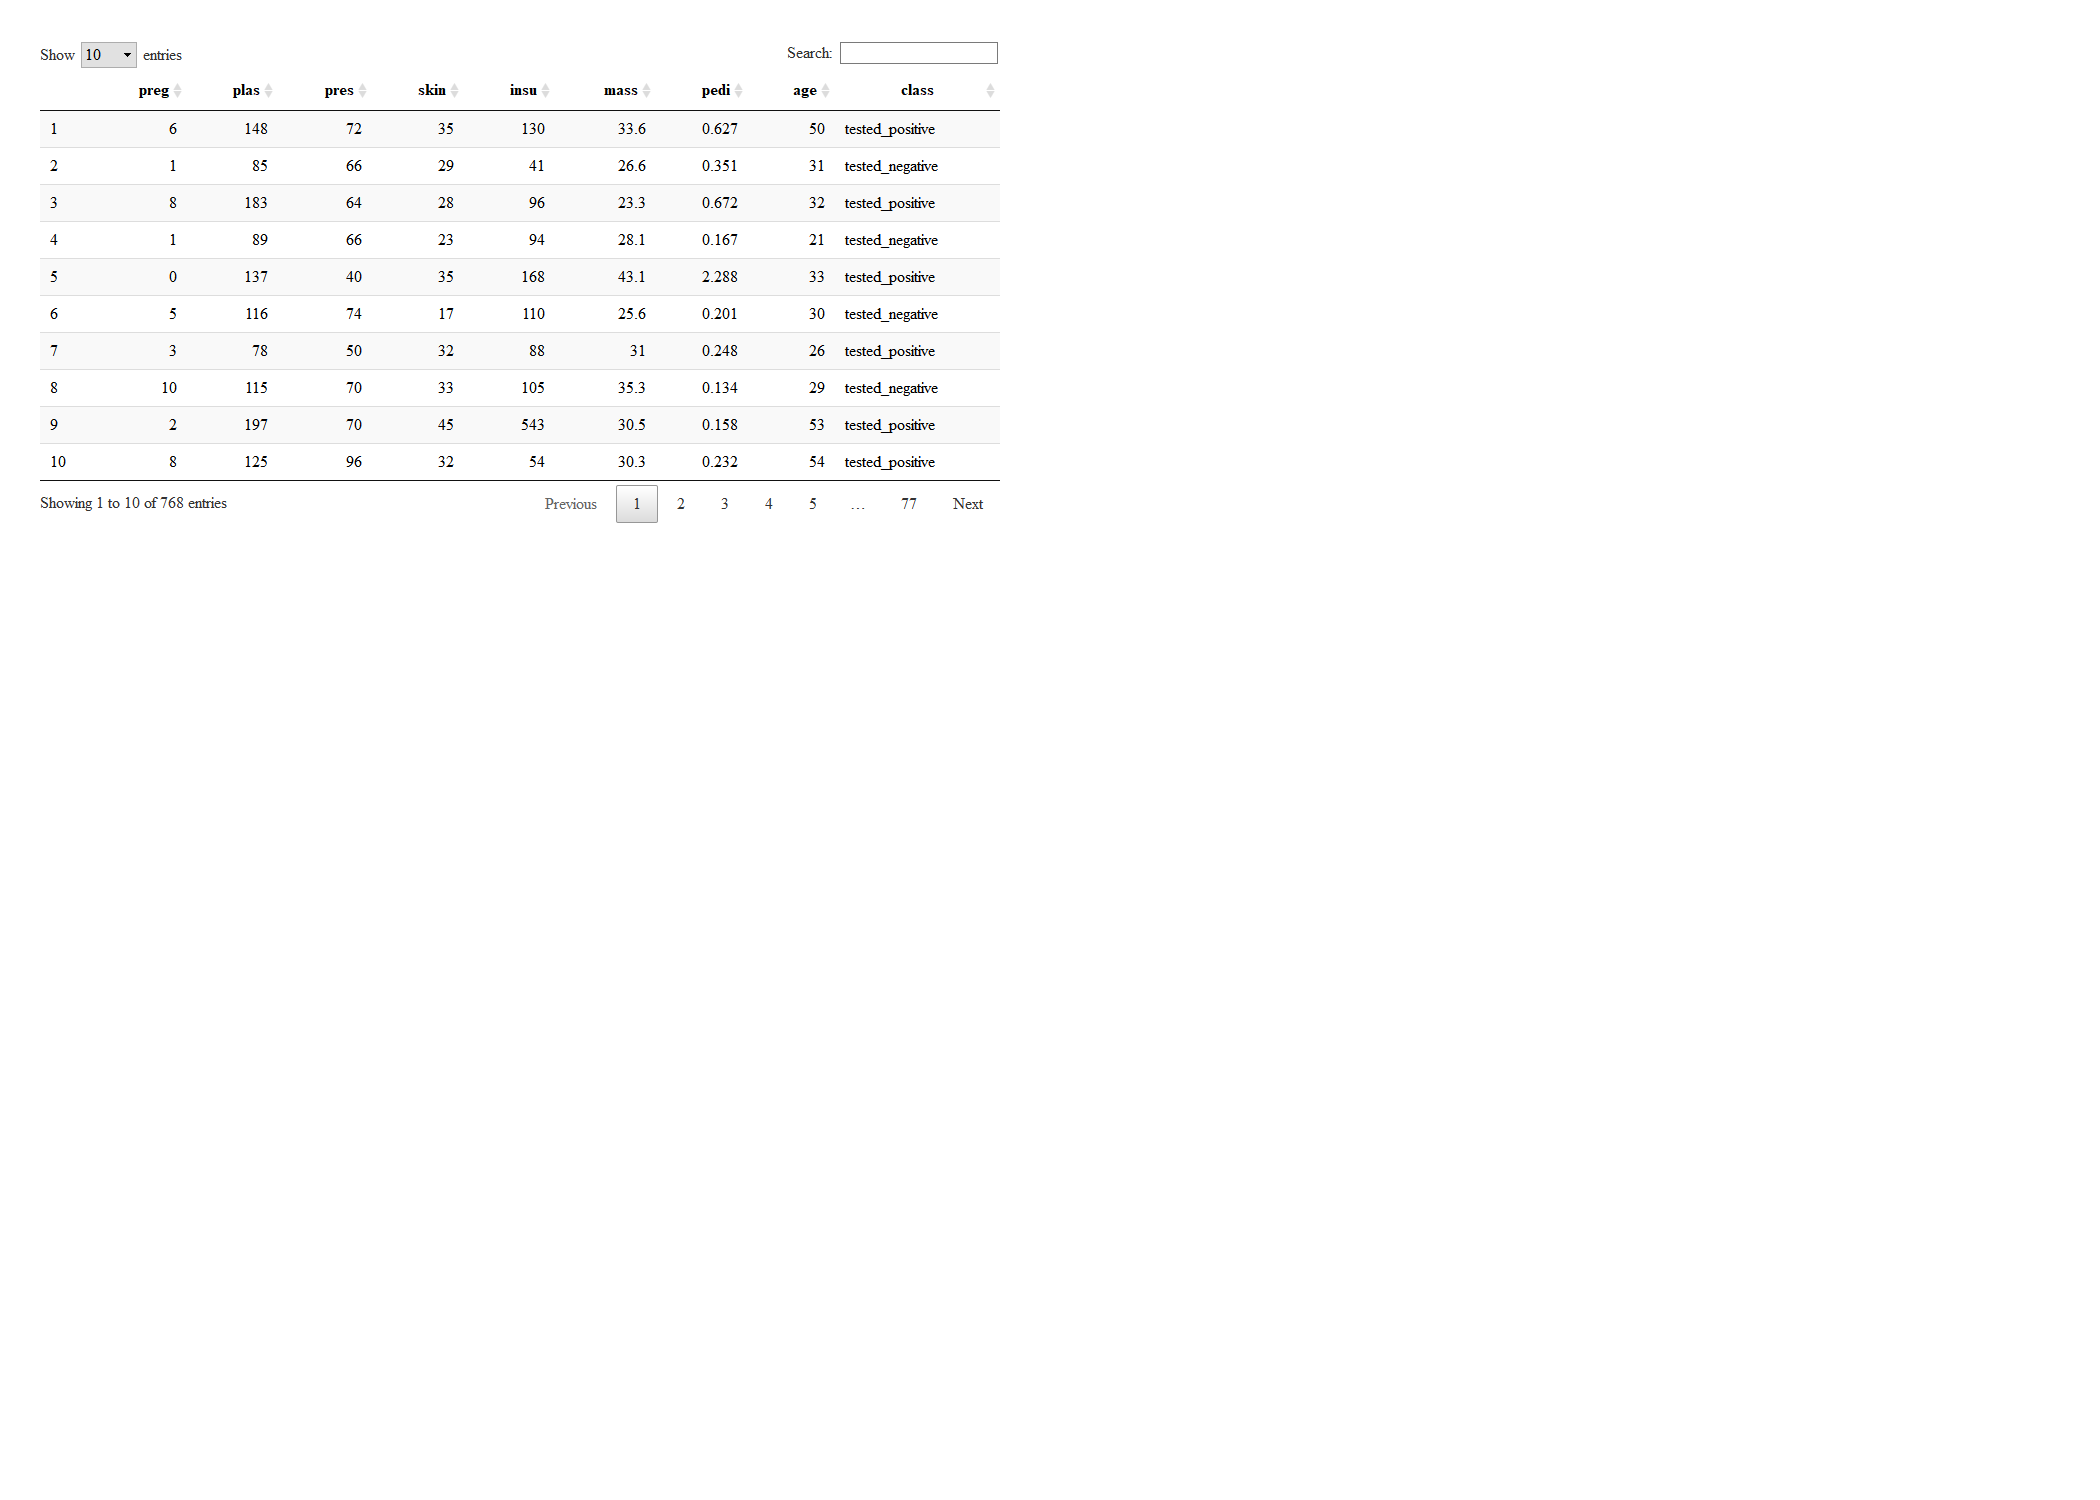 Show 10 entries Search:
preg plas pres skin insu mass pedi age class
1 6 148 72 35 130 33.6 0.627 50 tested_positive
2 1 85 66 29 41 26.6 0.351 31 tested_negative
3 8 183 64 28 96 23.3 0.672 32 tested_positive
4 1 89 66 23 94 28.1 0.167 21 tested_negative
5 0 137 40 35 168 43.1 2.288 33 tested_positive
6 5 116 74 17 110 25.6 0.201 30 tested_negative
7 3 78 50 32 88 31 0.248 26 tested_positive
8 10 115 70 33 105 35.3 0.134 29 tested_negative
9 2 197 70 45 543 30.5 0.158 53 tested_positive
10 8 125 96 32 54 30.3 0.232 54 tested_positive
Showing 1 to 10 of 768 entries Previous 1 2 3 4 5 … 77 Next